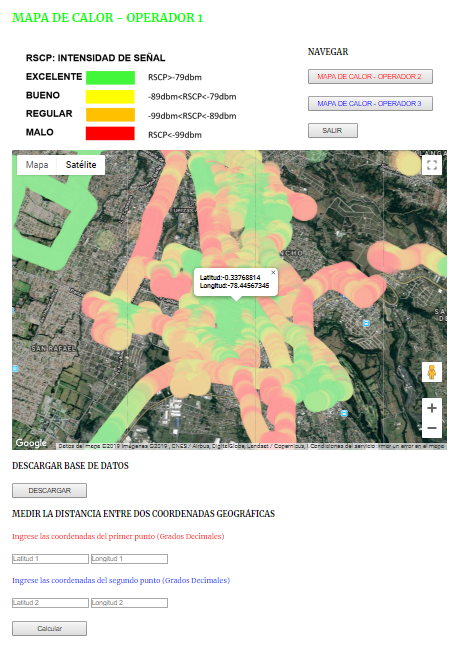 MAPA DE CALOR - OPERADOR 1
RSCP: INTENSIDAD DE SEÑAL
EXCELENTE
RSCP>-79dbm
BUENO
-89dbm<RSCP<-79dbm
REGULAR
-99dbm<RSCP<-89dbm
MALO
RSCP<-99dbm
NAVEGAR
MAPA DE CALOR - OPERADOR 2
MAPA DE CALOR - OPERADOR 3
SALIR
Mapa
Satélite
NCHO
Latitud:-0.33768814
Longitud:-78.44567345
SAN RAFAEL
Google
Datos del mapa ©2019 Imágenes ©2019 , CNES / Airbus, DigitalGlobe, Landsat / Copernicus, | Condiciones del servicio
rmar un error en el mapa
DESCARGAR BASE DE DATOS
DESCARGAR
MEDIR LA DISTANCIA ENTRE DOS COORDENADAS GEOGRÁFICAS
Ingrese las coordenadas del primer punto (Grados Decimales)
Latitud 1
Longitud 1
Ingrese las coordenadas del segundo punto (Grados Decimales)
Latitud 2
Longitud 2
Calcular